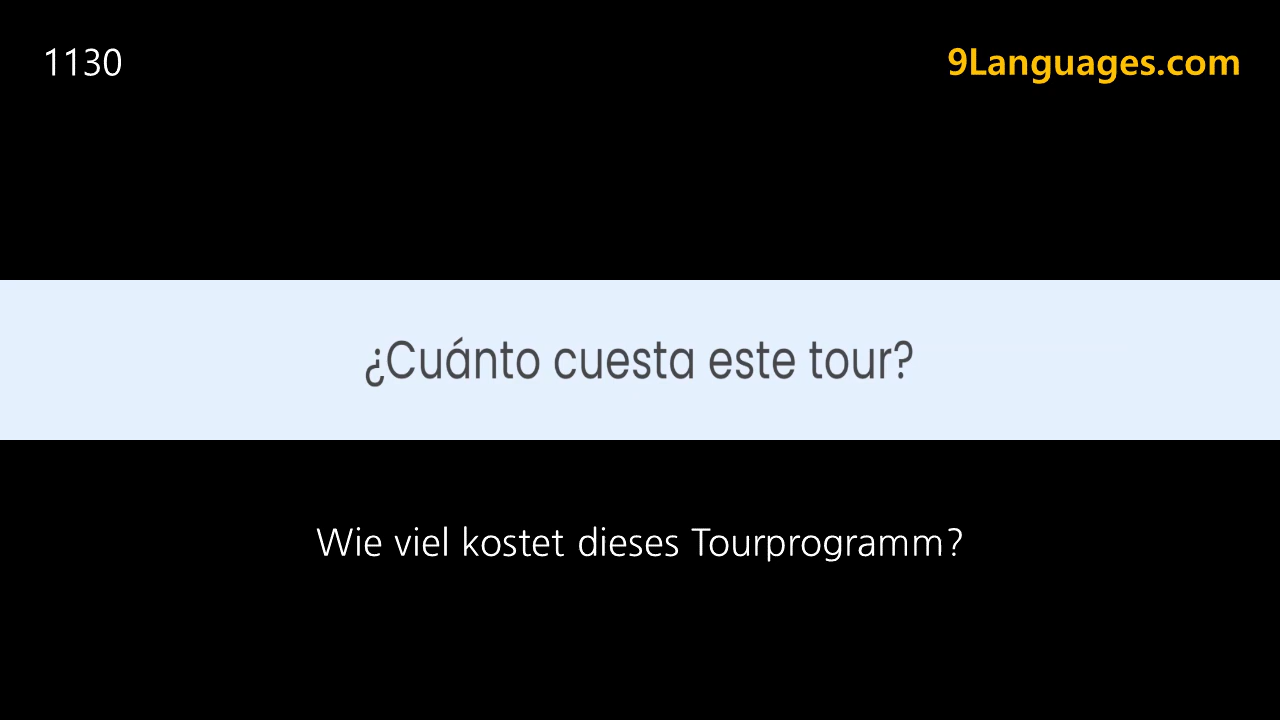 1130
9Languages.com
¿Cuánto cuesta este tour?
Wie viel kostet dieses Tourprogramm?